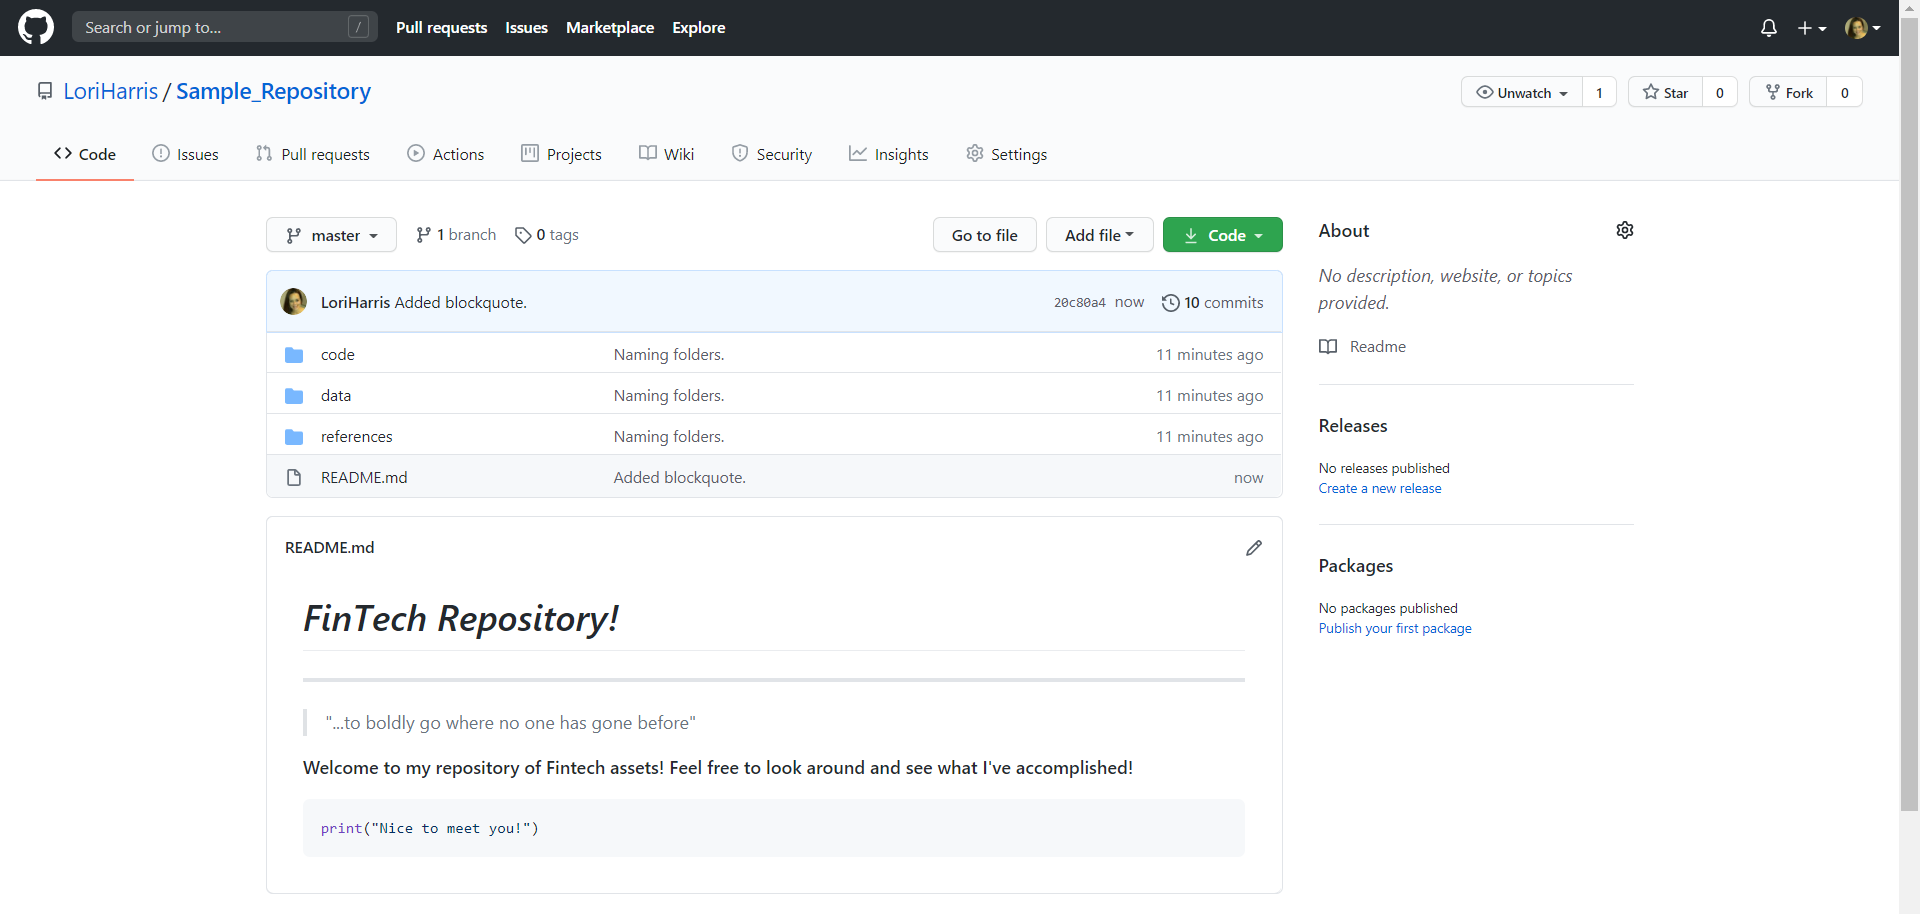 Search or jump to... /
Pull requests Issues Marketplace Explore
LoriHarris / Sample_Repository
Unwatch 1 Star 0 Fork 0
Code Issues Pull requests Actions Projects Wiki Security Insights Settings
master 1 branch 0 tags Go to file Add file Code
LoriHarris Added blockquote. 20c80a4 now 10 commits
code Naming folders. 11 minutes ago
data Naming folders. 11 minutes ago
references Naming folders. 11 minutes ago
README.md Added blockquote. now
README.md
FinTech Repository!
"...to boldly go where no one has gone before"
Welcome to my repository of Fintech assets! Feel free to look around and see what I've accomplished!
print("Nice to meet you!")
About
No description, website, or topics
provided.
Readme
Releases
No releases published
Create a new release
Packages
No packages published
Publish your first package